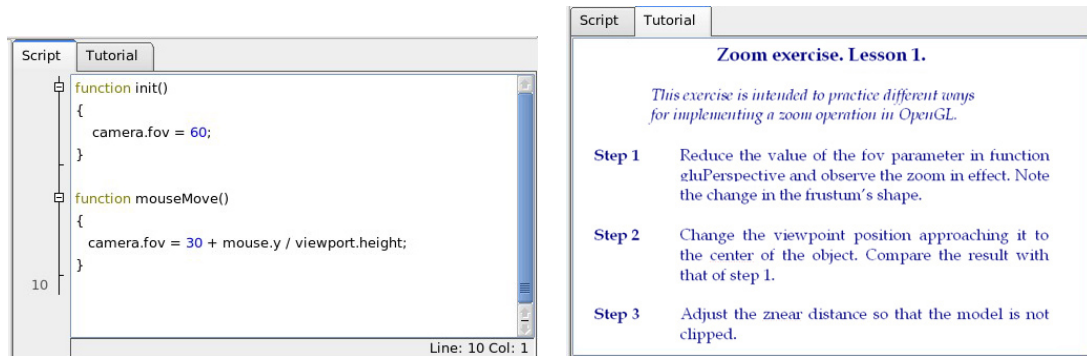 Script Tutorial
function init()
{
camera.fov = 60;
}
function mouseMove()
{
camera.fov = 30 + mouse.y / viewport.height;
}
10
Line: 10 Col: 1
Script Tutorial
Zoom exercise. Lesson 1.
This exercise is intended to practice different ways
for implementing a zoom operation in OpenGL.
Step 1 Reduce the value of the fov parameter in function
gluPerspective and observe the zoom in effect. Note
the change in the frustum's shape.
Step 2 Change the viewpoint position approaching it to
the center of the object. Compare the result with
that of step 1.
Step 3 Adjust the znear distance so that the model is not
clipped.